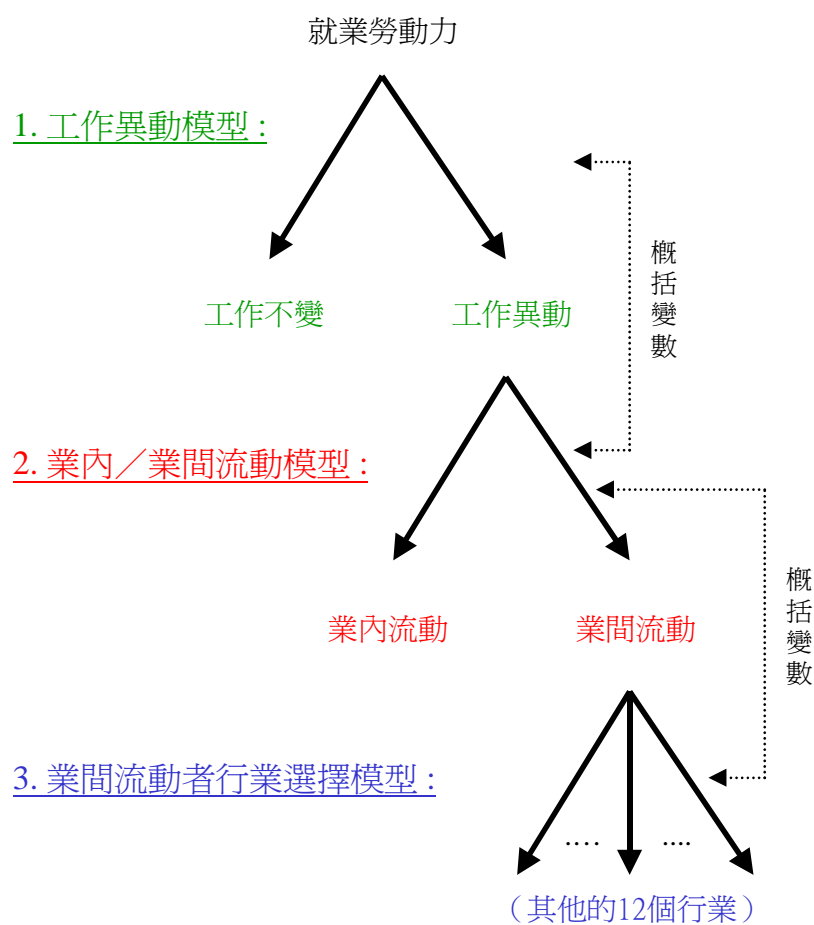 就業勞動力
1. 工作異動模型 :
概括變數
工作不變
工作異動
2. 業內／業間流動模型 :
概括變數
業內流動
業間流動
3. 業間流動者行業選擇模型 :
.... ....
（其他的12個行業）